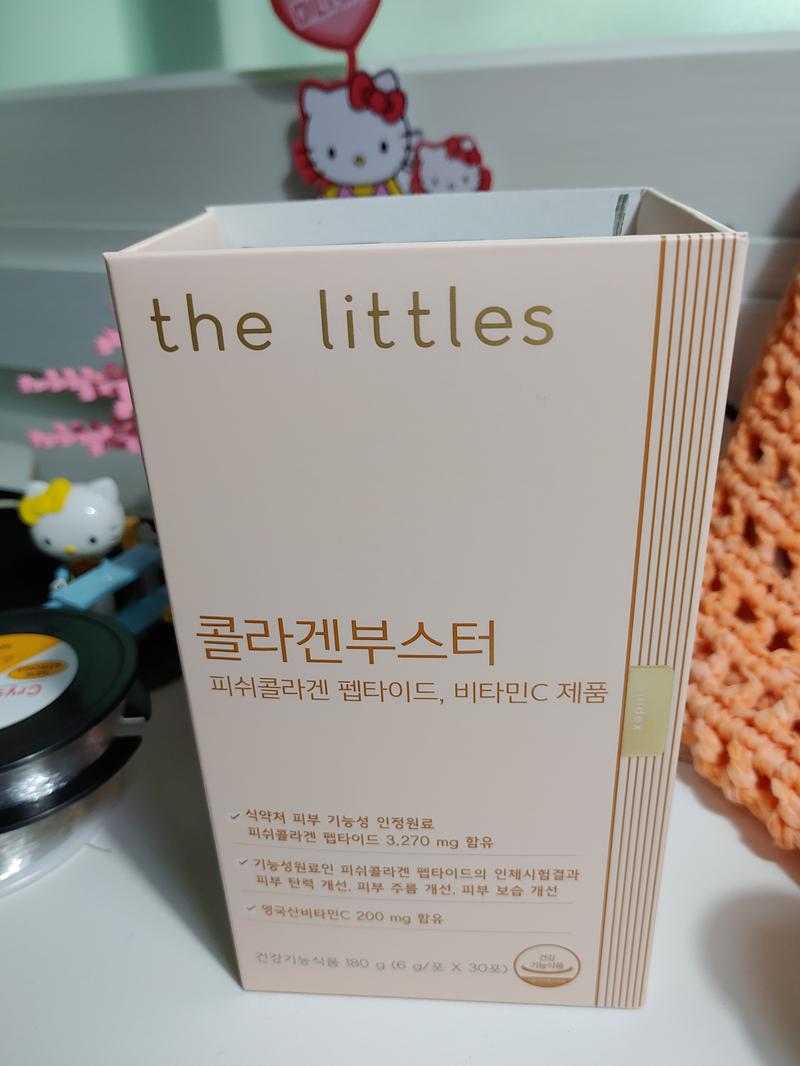 the littles
콜라겐부스터
피쉬콜라겐 펩타이드, 비타민C 제품
index
식약처 피부 기능성 인정원료
피쉬콜라겐 펩타이드 3,270 mg 함유
기능성원료인 피쉬콜라겐 펩타이드의 인체시험결과
피부 탄력 개선, 피부 주름 개선, 피부 보습 개선
영국산비타민C 200 mg 함유
건강기능식품 180 g (6 g/포 X 30포)
건강
기능식품